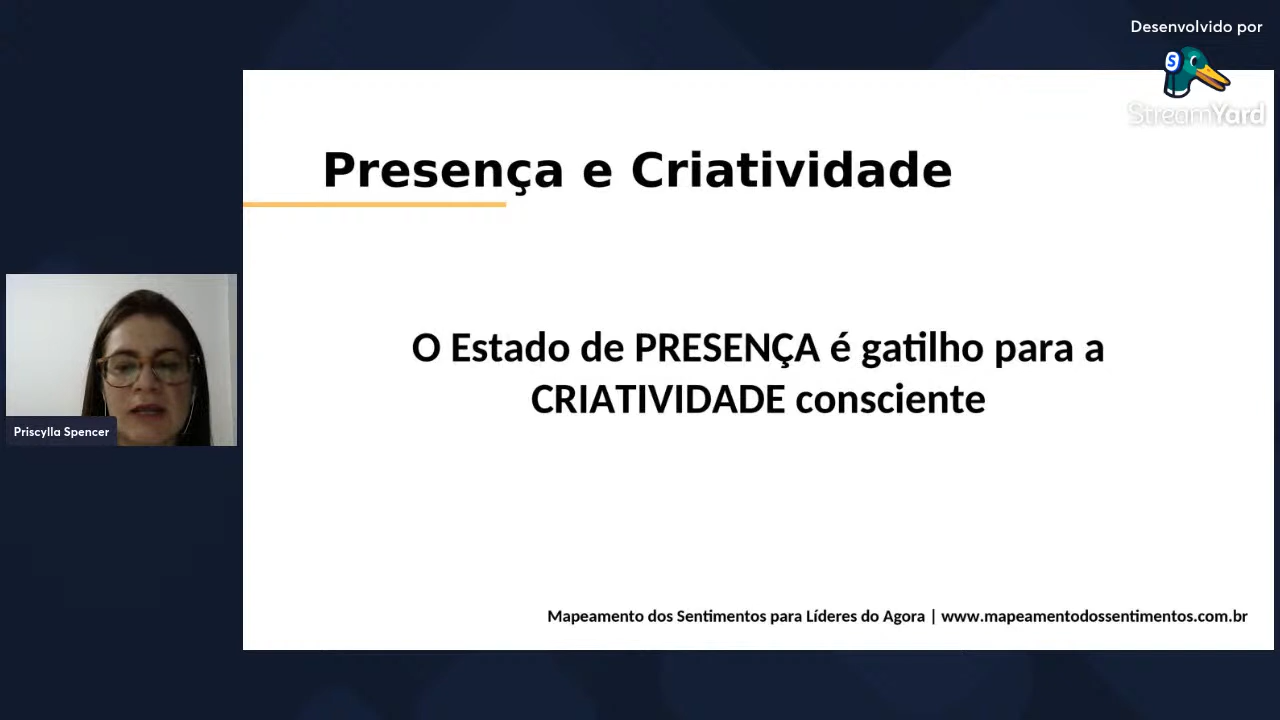 Desenvolvido por
S
StreamYard
Presença e Criatividade
O Estado de PRESENÇA é gatilho para a
CRIATIVIDADE consciente
Priscylla Spencer
Mapeamento dos Sentimentos para Líderes do Agora | www.mapeamentodossentimentos.com.br